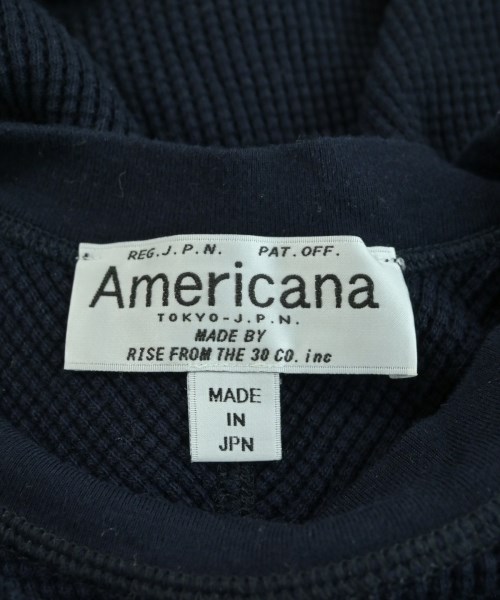 REG.J.P.N. PAT.OFF.
Americana
TOKYO-J.P.N.
MADE BY
RISE FROM THE 30 CO. inc
MADE
IN
JPN